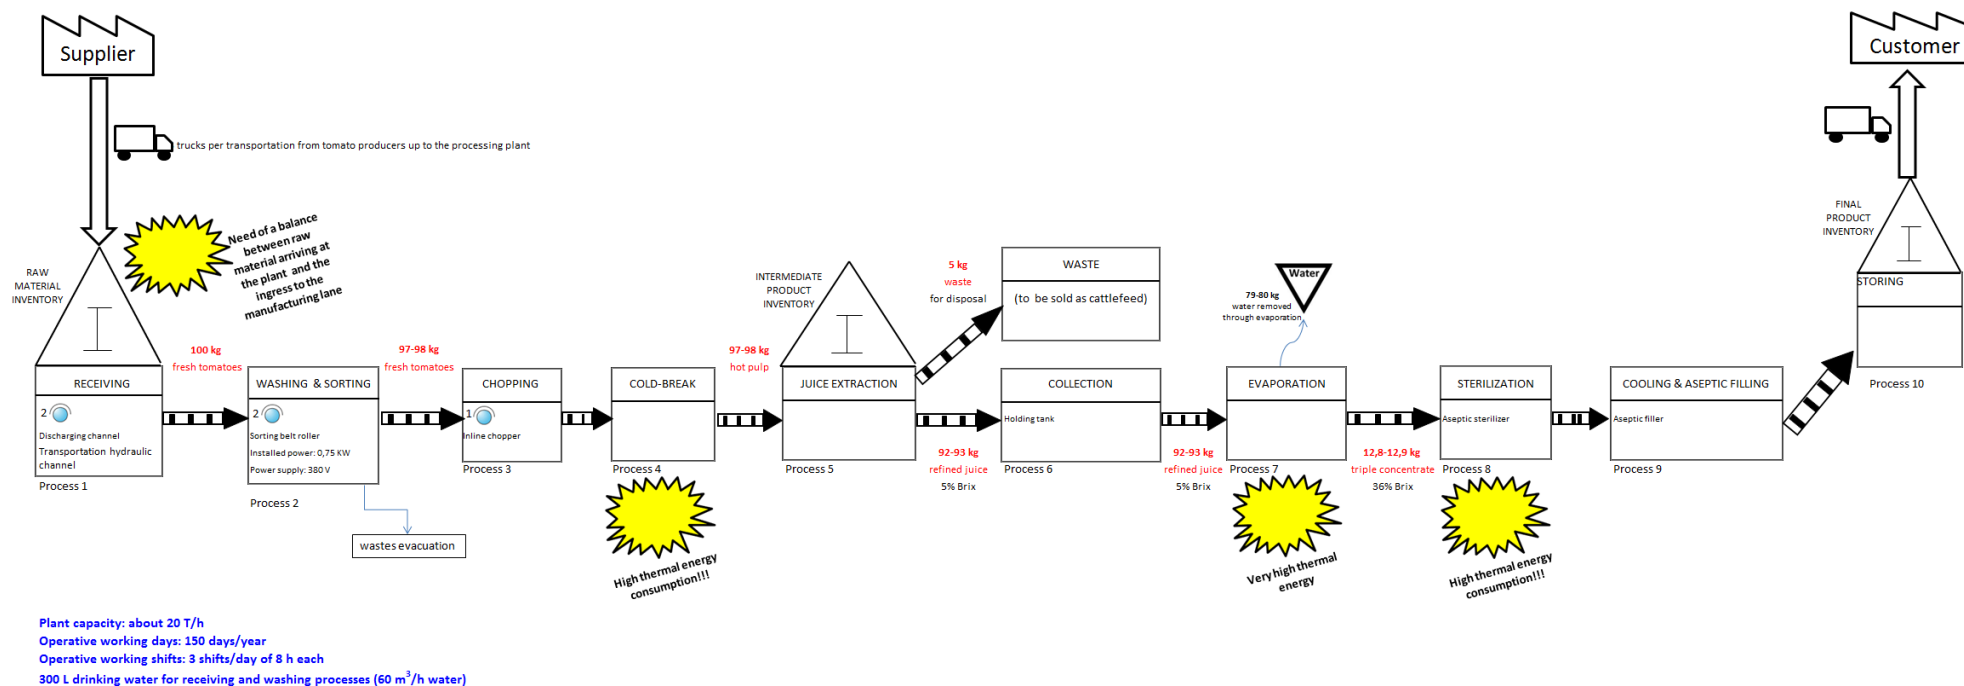 Supplier
Customer
trucks per transportation from tomato producers up to the processing plant
Need of a balance
between raw
material arriving at
the plant and the
ingress to the
manufacturing lane
RAW
MATERIAL
INVENTORY
INTERMEDIATE
PRODUCT
INVENTORY
FINAL
PRODUCT
INVENTORY
5 kg
waste
for disposal
WASTE
(to be sold as cattlefeed)
Water
79-80 kg
water removed
through evaporation
100 kg
fresh tomatoes
97-98 kg
fresh tomatoes
97-98 kg
hot pulp
RECEIVING
2
Discharging channel
Transportation hydraulic
channel
Process 1
WASHING & SORTING
2
Sorting belt roller
Installed power: 0,75 KW
Power supply: 380 V
Process 2
wastes evacuation
CHOPPING
1
Inline chopper
Process 3
COLD-BREAK
Process 4
High thermal energy
consumption!!!
JUICE EXTRACTION
Process 5
92-93 kg
refined juice
5% Brix
COLLECTION
Holding tank
Process 6
92-93 kg
refined juice
5% Brix
EVAPORATION
Process 7
Very high thermal
energy
12,8-12,9 kg
triple concentrate
36% Brix
STERILIZATION
Aseptic sterilizer
Process 8
High thermal energy
consumption!!!
COOLING & ASEPTIC FILLING
Aseptic filler
Process 9
STORING
Process 10
Plant capacity: about 20 T/h
Operative working days: 150 days/year
Operative working shifts: 3 shifts/day of 8 h each
300 L drinking water for receiving and washing processes (60 m³/h water)